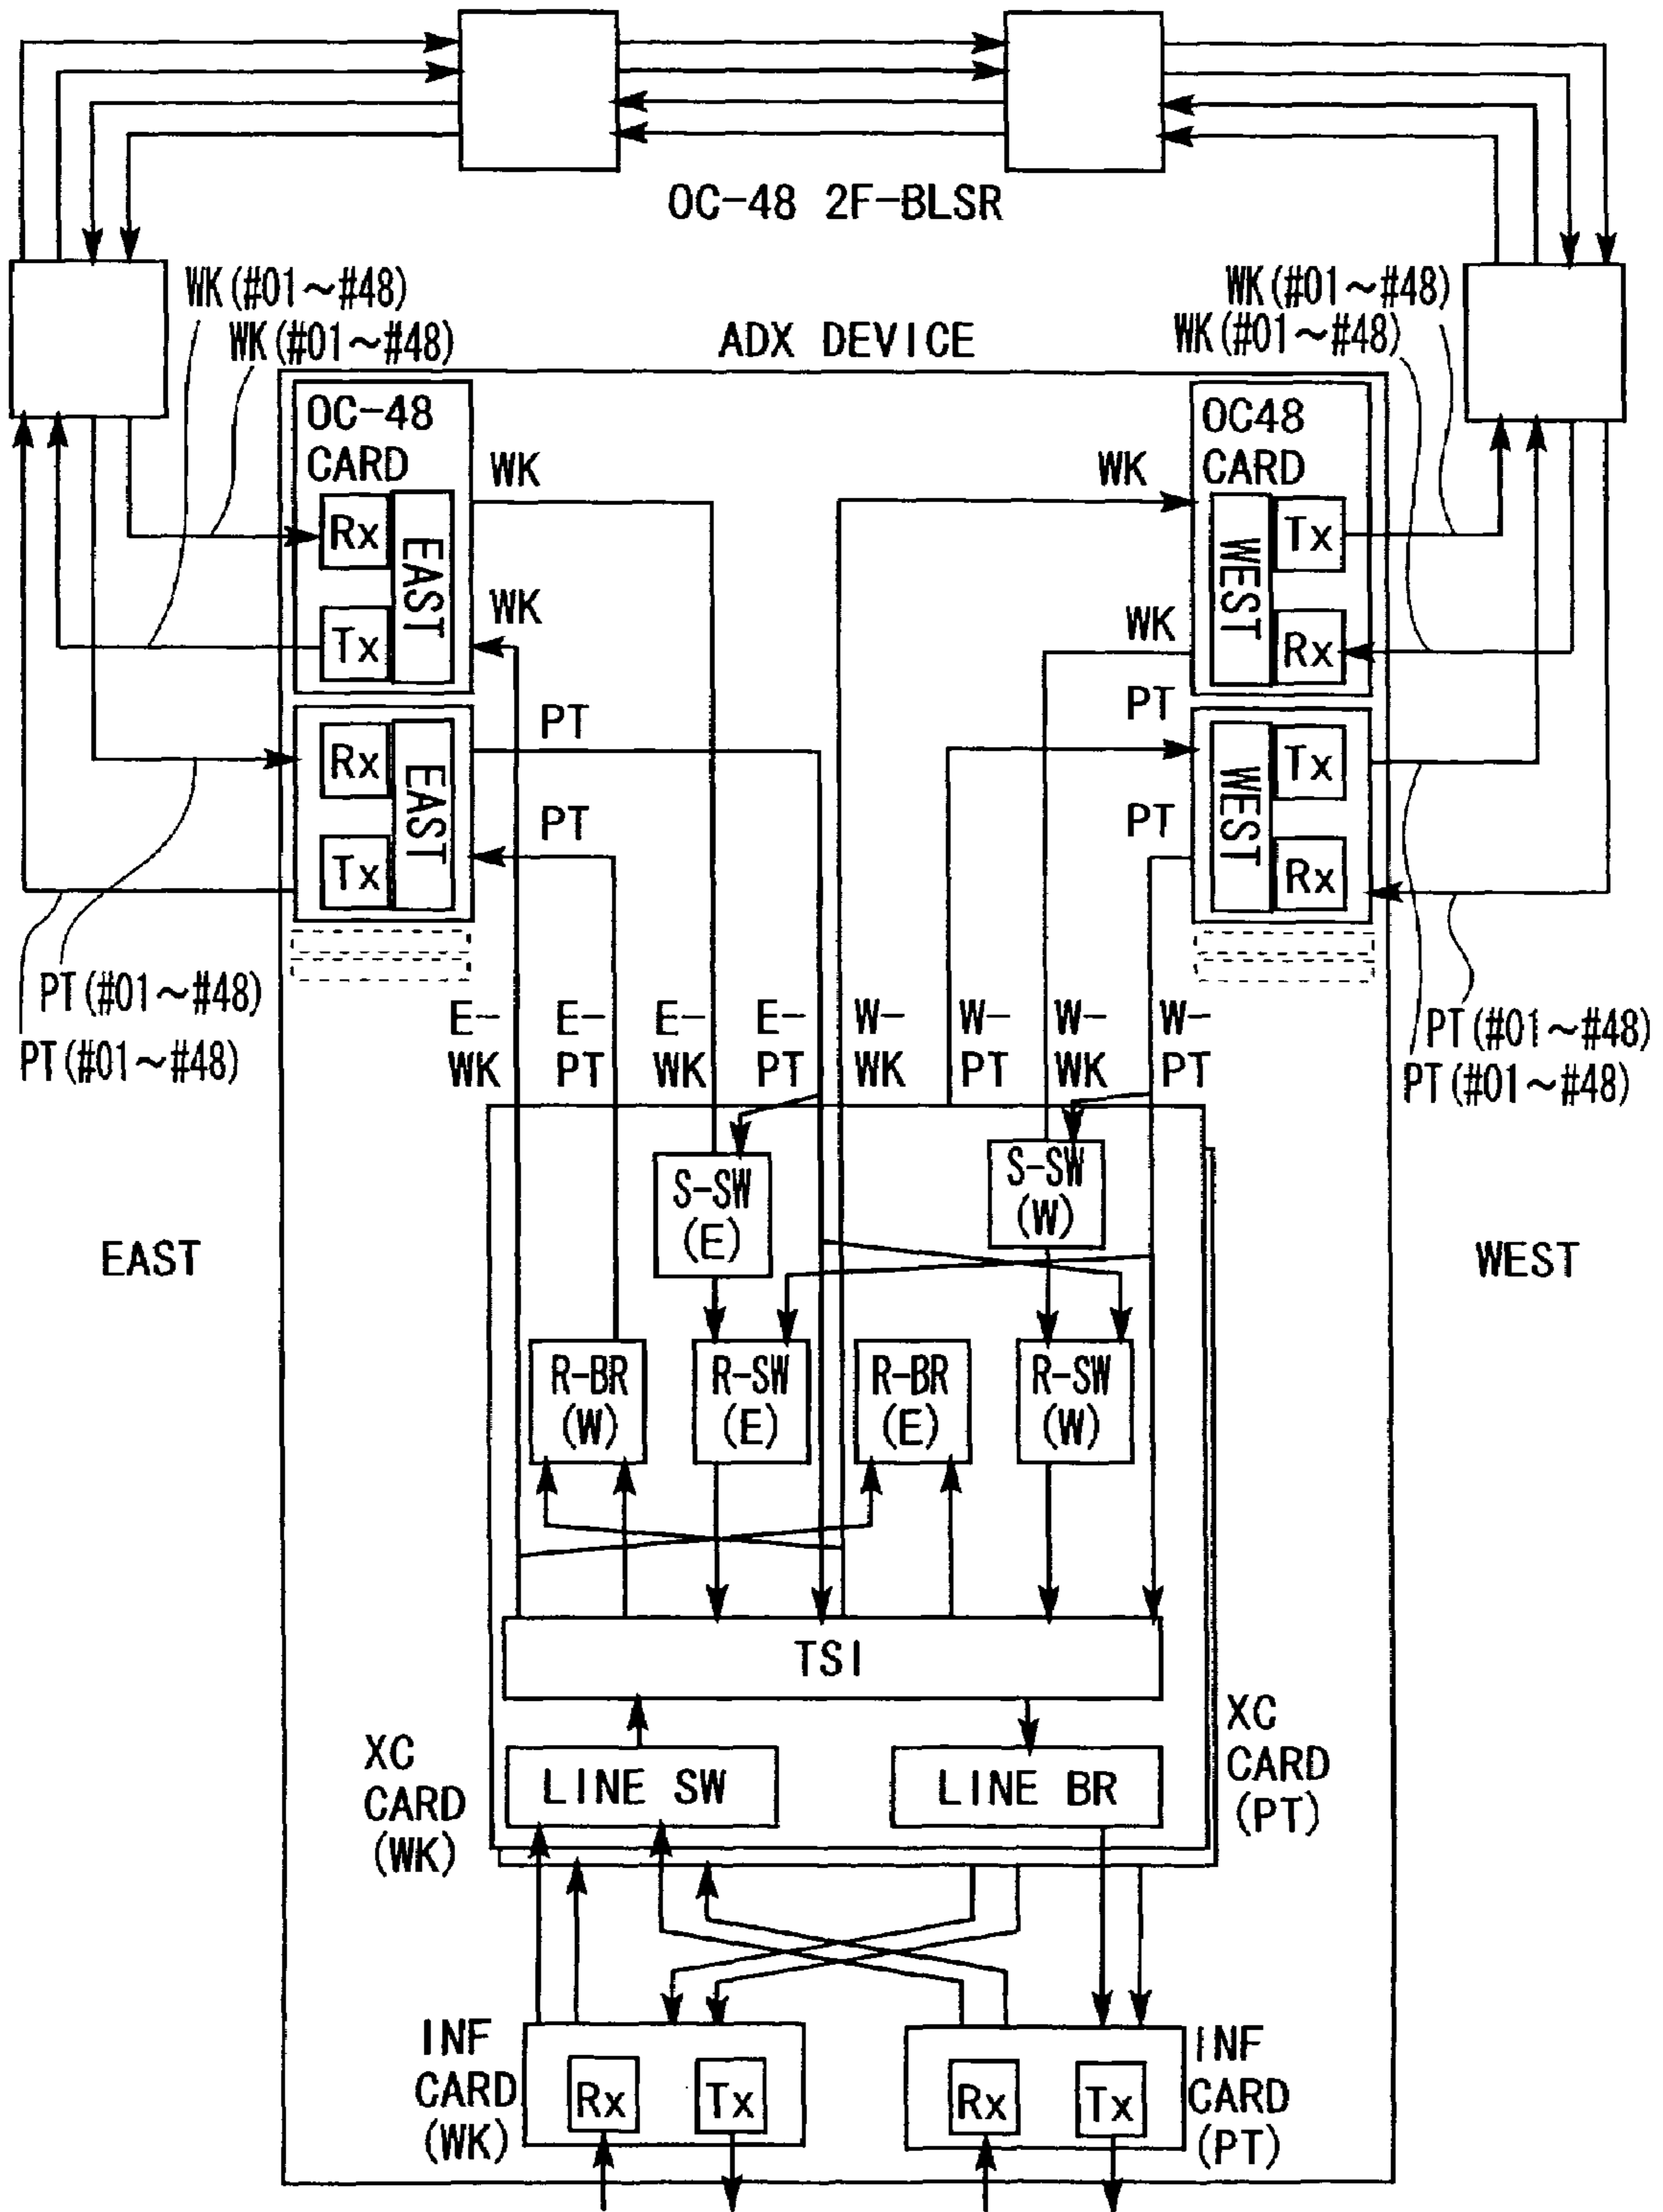 OC-48 2F-BLSR
WK(#01~#48)
WK(#01~#48)
WK(#01~#48)
WK(#01~#48)
ADX DEVICE
OC-48
CARD
Rx
EAST
Tx
WK
WK
OC48
CARD
WEST
Tx
Rx
WK
WK
Rx
EAST
Tx
PT
PT
WEST
Tx
Rx
PT
PT
PT(#01~#48)
PT(#01~#48)
PT(#01~#48)
PT(#01~#48)
E-
WK
E-
PT
E-
WK
E-
PT
W-
WK
W-
PT
W-
WK
W-
PT
EAST
WEST
S-SW
(E)
S-SW
(W)
R-BR
(W)
R-SW
(E)
R-BR
(E)
R-SW
(W)
TSI
LINE SW
LINE BR
XC
CARD
(WK)
XC
CARD
(PT)
INF
CARD
(WK)
Rx
Tx
Rx
Tx
INF
CARD
(PT)